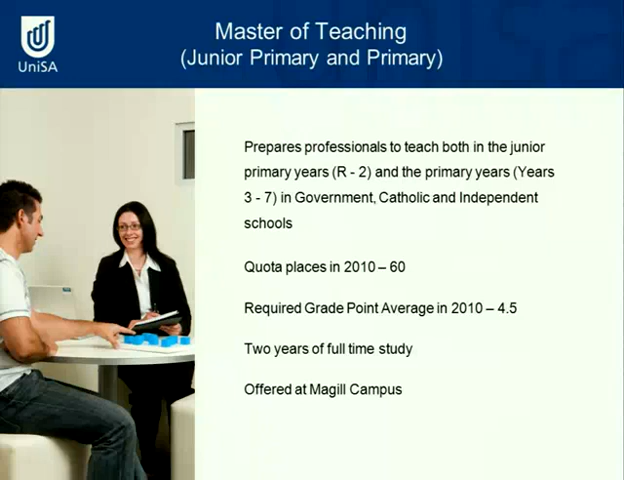 UniSA
Master of Teaching
(Junior Primary and Primary)
Prepares professionals to teach both in the junior
primary years (R - 2) and the primary years (Years
3 - 7) in Government, Catholic and Independent
schools
Quota places in 2010 – 60
Required Grade Point Average in 2010 – 4.5
Two years of full time study
Offered at Magill Campus